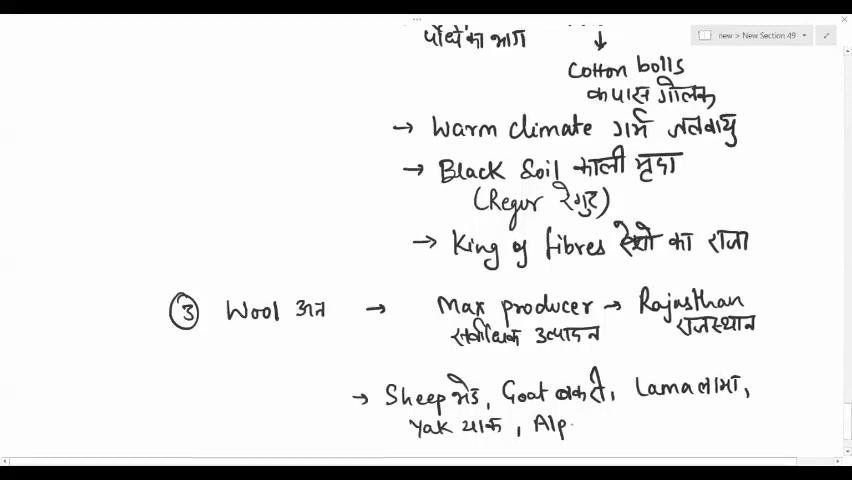 new > New Section 49
पौधे का भाग
Cotton bolls
कपास गोलक
→ Warm climate गर्म जलवायु
→ Black Soil काली मृदा
(Regur रेगुर)
→ King of fibres रेशो का राजा
③ Wool ऊन → Max producer → Rajasthan
सर्वाधिक उत्पादन राजस्थान
→ Sheep भेड, Goat बकरी, Lama लामा,
Yak याक, Alp